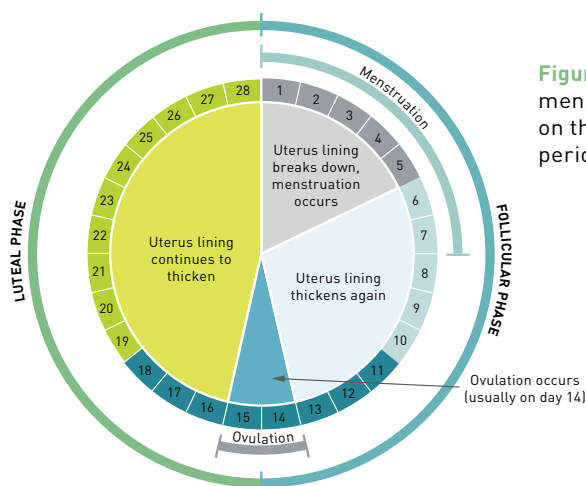 Figur
men
on th
perio
Menstruation
LUTEAL PHASE
FOLLICULAR PHASE
1
2
3
4
5
6
7
8
9
10
11
12
13
14
15
16
17
18
19
20
21
22
23
24
25
26
27
28
Uterus lining
breaks down,
menstruation
occurs
Uterus lining
continues to
thicken
Uterus lining
thickens again
Ovulation occurs
(usually on day 14)
Ovulation